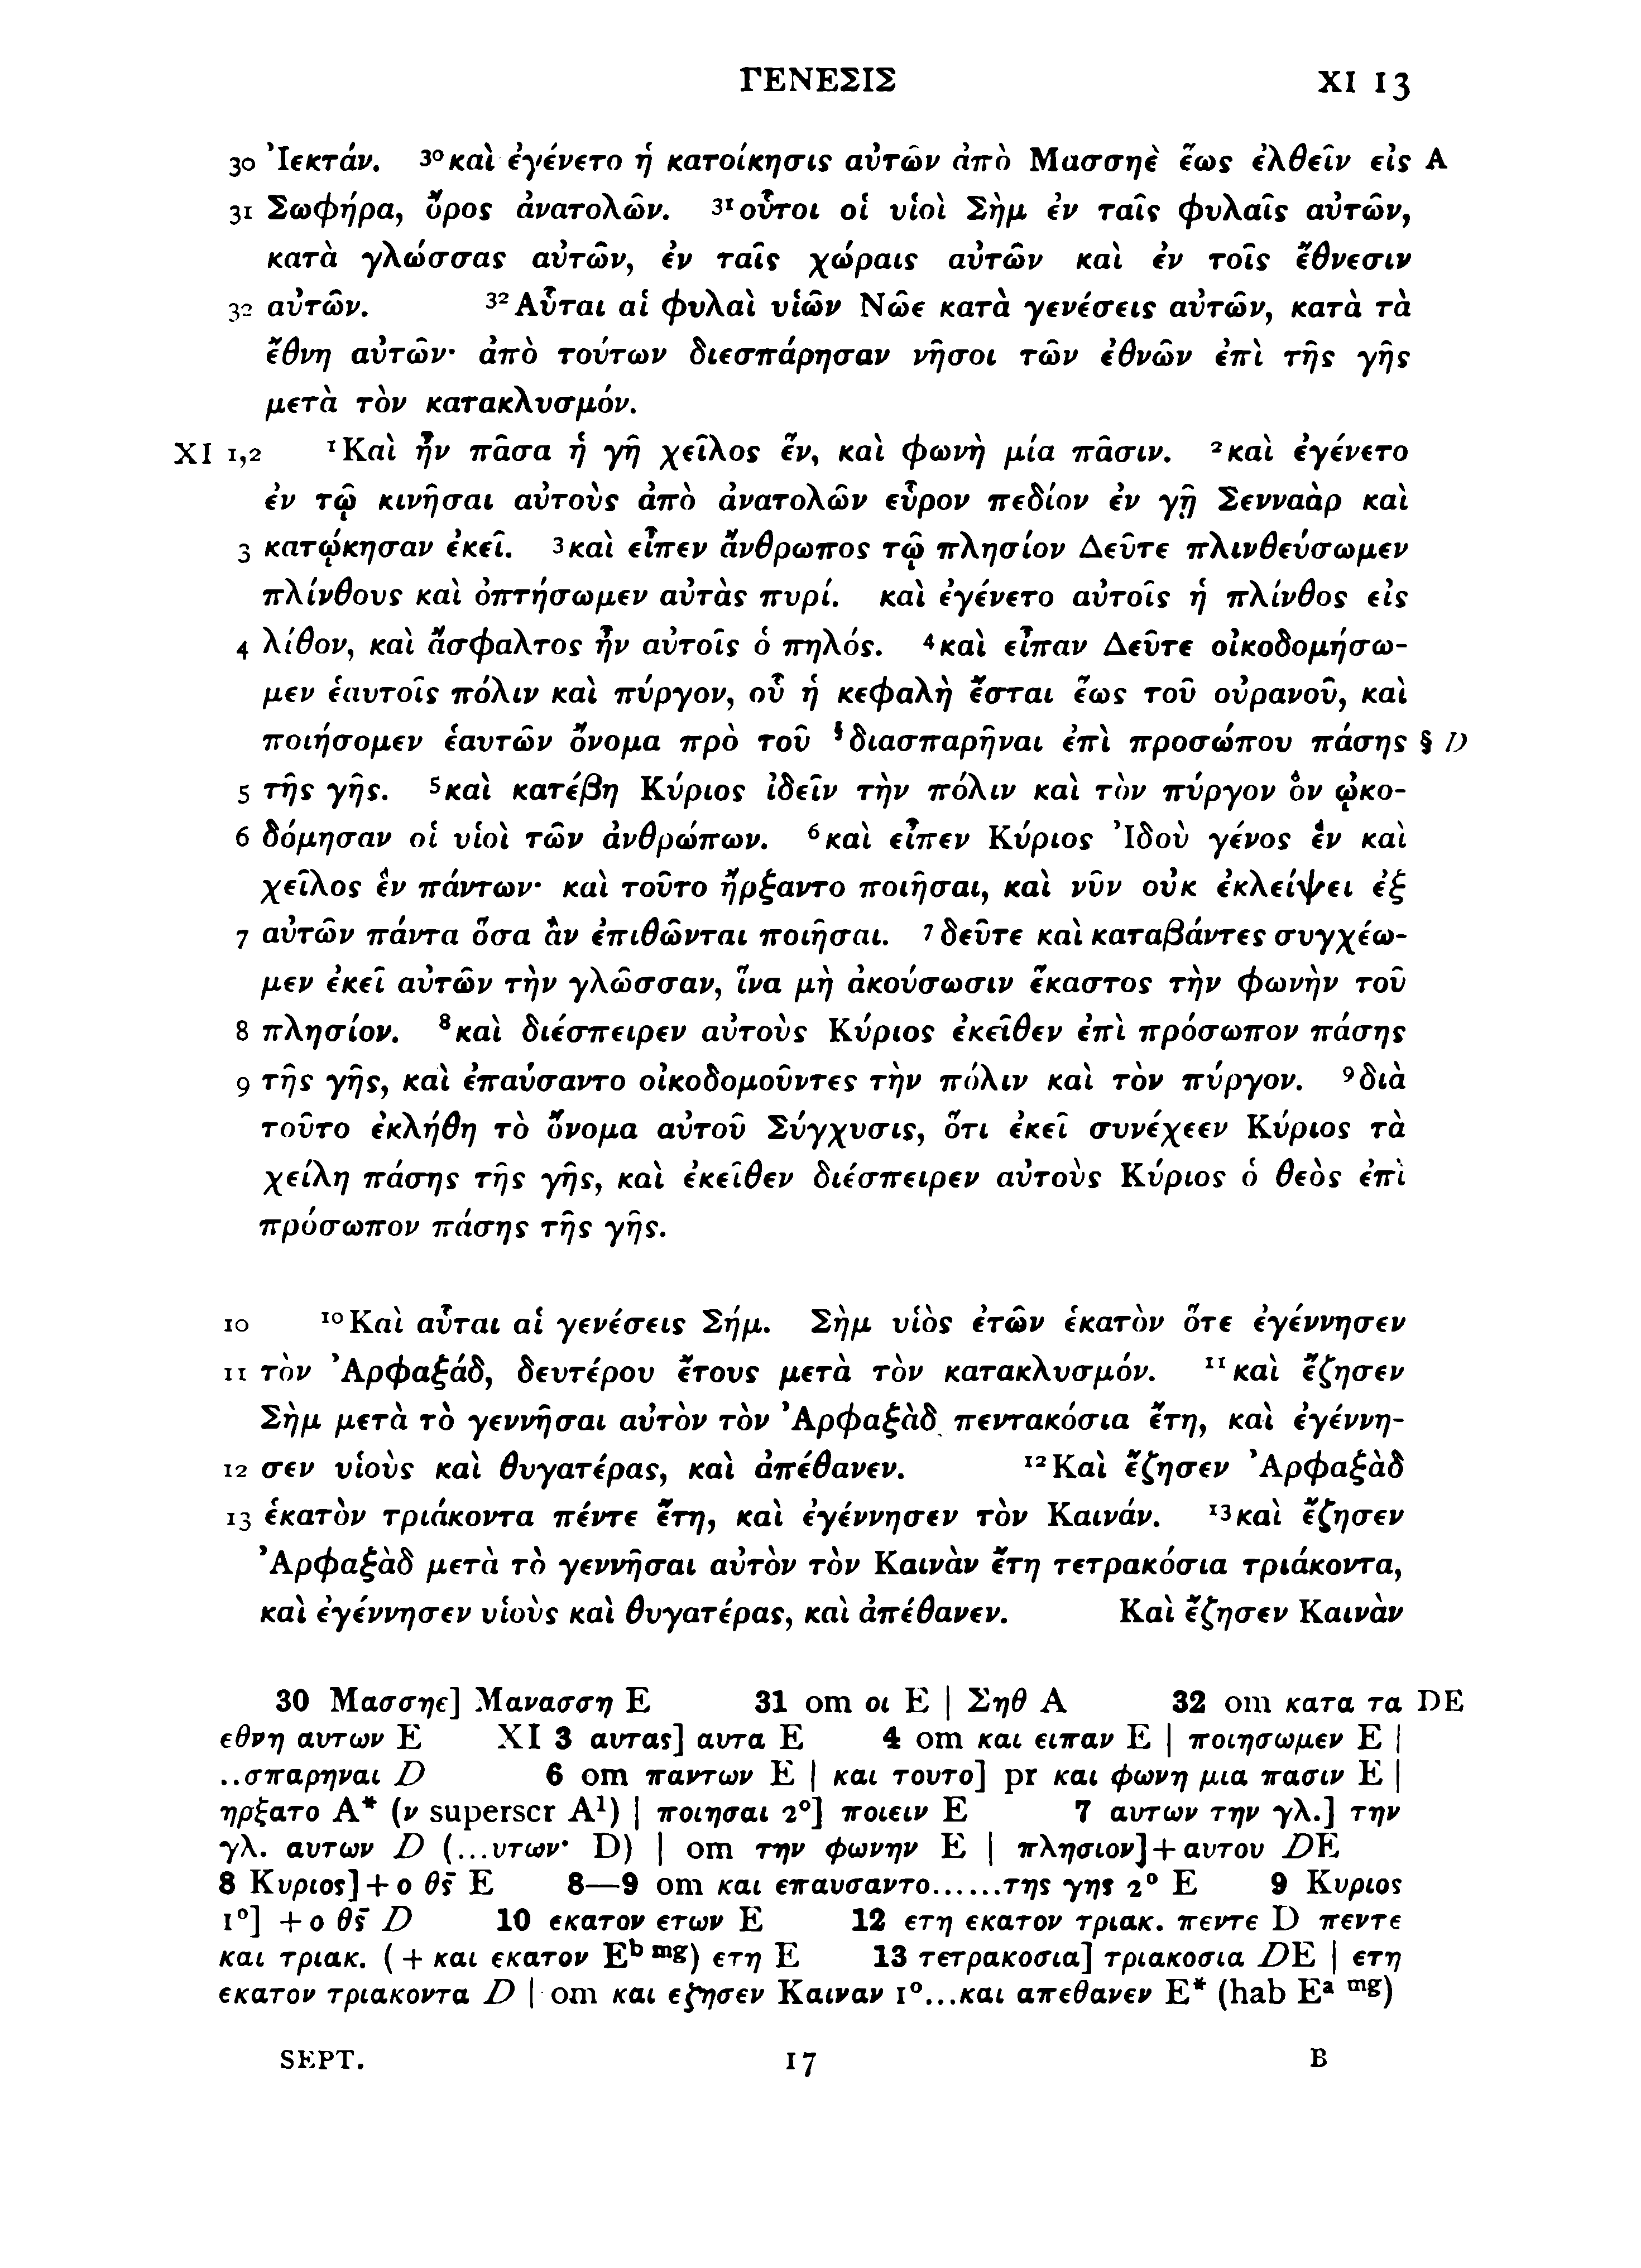 ΓΕΝΕΣΙΣ XI 13
30 Ἰεκτάν. ³⁰καὶ ἐγένετο ἡ κατοίκησις αὐτῶν ἀπὸ Μασσηὲ ἕως ἐλθεῖν εἰς A
31 Σωφήρα, ὄρος ἀνατολῶν. ³¹οὗτοι οἱ υἱοὶ Σὴμ ἐν ταῖς φυλαῖς αὐτῶν,
κατὰ γλώσσας αὐτῶν, ἐν ταῖς χώραις αὐτῶν καὶ ἐν τοῖς ἔθνεσιν
32 αὐτῶν. ³²Αὗται αἱ φυλαὶ υἱῶν Νῶε κατὰ γενέσεις αὐτῶν, κατὰ τὰ
ἔθνη αὐτῶν· ἀπὸ τούτων διεσπάρησαν νῆσοι τῶν ἐθνῶν ἐπὶ τῆς γῆς
μετὰ τὸν κατακλυσμόν.
XI 1,2 ¹Καὶ ἦν πᾶσα ἡ γῆ χεῖλος ἕν, καὶ φωνὴ μία πᾶσιν. ²καὶ ἐγένετο
ἐν τῷ κινῆσαι αὐτοὺς ἀπὸ ἀνατολῶν εὗρον πεδίον ἐν γῇ Σενναὰρ καὶ
3 κατῴκησαν ἐκεῖ. ³καὶ εἶπεν ἄνθρωπος τῷ πλησίον Δεῦτε πλινθεύσωμεν
πλίνθους καὶ ὀπτήσωμεν αὐτὰς πυρί. καὶ ἐγένετο αὐτοῖς ἡ πλίνθος εἰς
4 λίθον, καὶ ἄσφαλτος ἦν αὐτοῖς ὁ πηλός. ⁴καὶ εἶπαν Δεῦτε οἰκοδομήσω-
μεν ἑαυτοῖς πόλιν καὶ πύργον, οὗ ἡ κεφαλὴ ἔσται ἕως τοῦ οὐρανοῦ, καὶ
ποιήσομεν ἑαυτῶν ὄνομα πρὸ τοῦ §διασπαρῆναι ἐπὶ προσώπου πάσης § D
5 τῆς γῆς. ⁵καὶ κατέβη Κύριος ἰδεῖν τὴν πόλιν καὶ τὸν πύργον ὃν ᾠκο-
6 δόμησαν οἱ υἱοὶ τῶν ἀνθρώπων. ⁶καὶ εἶπεν Κύριος Ἰδοὺ γένος ἓν καὶ
χεῖλος ἓν πάντων· καὶ τοῦτο ἤρξαντο ποιῆσαι, καὶ νῦν οὐκ ἐκλείψει ἐξ
7 αὐτῶν πάντα ὅσα ἂν ἐπιθῶνται ποιῆσαι. ⁷δεῦτε καὶ καταβάντες συγχέω-
μεν ἐκεῖ αὐτῶν τὴν γλῶσσαν, ἵνα μὴ ἀκούσωσιν ἕκαστος τὴν φωνὴν τοῦ
8 πλησίον. ⁸καὶ διέσπειρεν αὐτοὺς Κύριος ἐκεῖθεν ἐπὶ πρόσωπον πάσης
9 τῆς γῆς, καὶ ἐπαύσαντο οἰκοδομοῦντες τὴν πόλιν καὶ τὸν πύργον. ⁹διὰ
τοῦτο ἐκλήθη τὸ ὄνομα αὐτοῦ Σύγχυσις, ὅτι ἐκεῖ συνέχεεν Κύριος τὰ
χείλη πάσης τῆς γῆς, καὶ ἐκεῖθεν διέσπειρεν αὐτοὺς Κύριος ὁ θεὸς ἐπὶ
πρόσωπον πάσης τῆς γῆς.
10 ¹⁰Καὶ αὗται αἱ γενέσεις Σήμ. Σὴμ υἱὸς ἐτῶν ἑκατὸν ὅτε ἐγέννησεν
11 τὸν Ἀρφαξάδ, δευτέρου ἔτους μετὰ τὸν κατακλυσμόν. ¹¹καὶ ἔζησεν
Σὴμ μετὰ τὸ γεννῆσαι αὐτὸν τὸν Ἀρφαξὰδ πεντακόσια ἔτη, καὶ ἐγέννη-
12 σεν υἱοὺς καὶ θυγατέρας, καὶ ἀπέθανεν. ¹²Καὶ ἔζησεν Ἀρφαξὰδ
13 ἑκατὸν τριάκοντα πέντε ἔτη, καὶ ἐγέννησεν τὸν Καινάν. ¹³καὶ ἔζησεν
Ἀρφαξὰδ μετὰ τὸ γεννῆσαι αὐτὸν τὸν Καινὰν ἔτη τετρακόσια τριάκοντα,
καὶ ἐγέννησεν υἱοὺς καὶ θυγατέρας, καὶ ἀπέθανεν. Καὶ ἔζησεν Καινὰν
30 Μασσηε] Μανασση E 31 om οι E | Σηθ A 32 om κατα τα DE
εθνη αυτων E XI 3 αυτας] αυτα E 4 om και ειπαν E | ποιησωμεν E |
..σπαρηναι D 6 om παντων E | και τουτο] pr και φωνη μια πασιν E |
ηρξατο A* (ν superscr A¹) | ποιησαι 2°] ποιειν E 7 αυτων την γλ.] την
γλ. αυτων D (...υτων· D) | om την φωνην E | πλησιον]+αυτου DE
8 Κυριος]+ο θ̅ς̅ E 8—9 om και επαυσαντο......της γης 2° E 9 Κυριος
1°] +ο θ̅ς̅ D 10 εκατον ετων E 12 ετη εκατον τριακ. πεντε D πεντε
και τριακ. (+ και εκατον Eᵇ ᵐᵍ) ετη E 13 τετρακοσια] τριακοσια DE | ετη
εκατον τριακοντα D | om και εζησεν Καιναν 1°...και απεθανεν E* (hab Eᵃ ᵐᵍ)
SEPT. 17 B